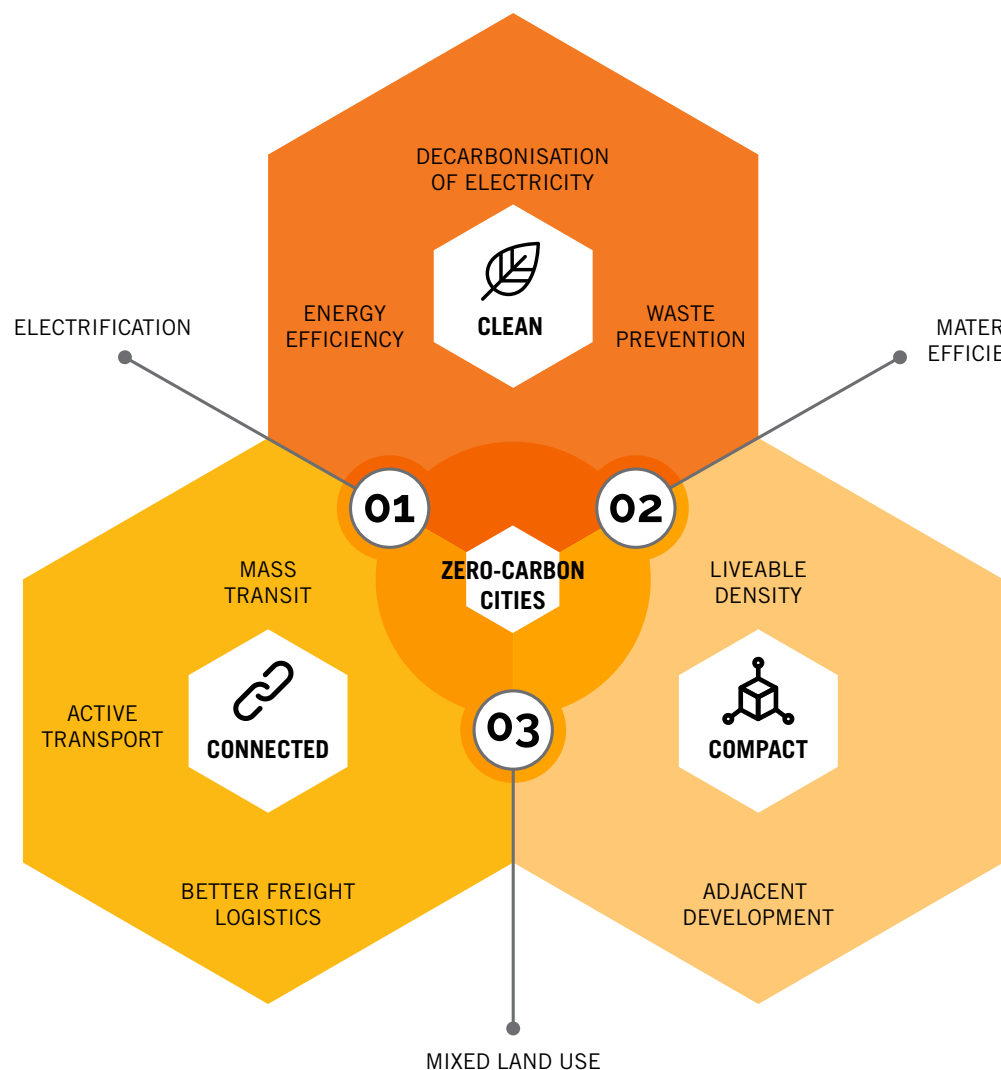 DECARBONISATION
OF ELECTRICITY
CLEAN
ENERGY
EFFICIENCY
WASTE
PREVENTION
ELECTRIFICATION
01
02
ZERO-CARBON
CITIES
MASS
TRANSIT
LIVEABLE
DENSITY
ACTIVE
TRANSPORT
CONNECTED
03
COMPACT
BETTER FREIGHT
LOGISTICS
ADJACENT
DEVELOPMENT
MIXED LAND USE